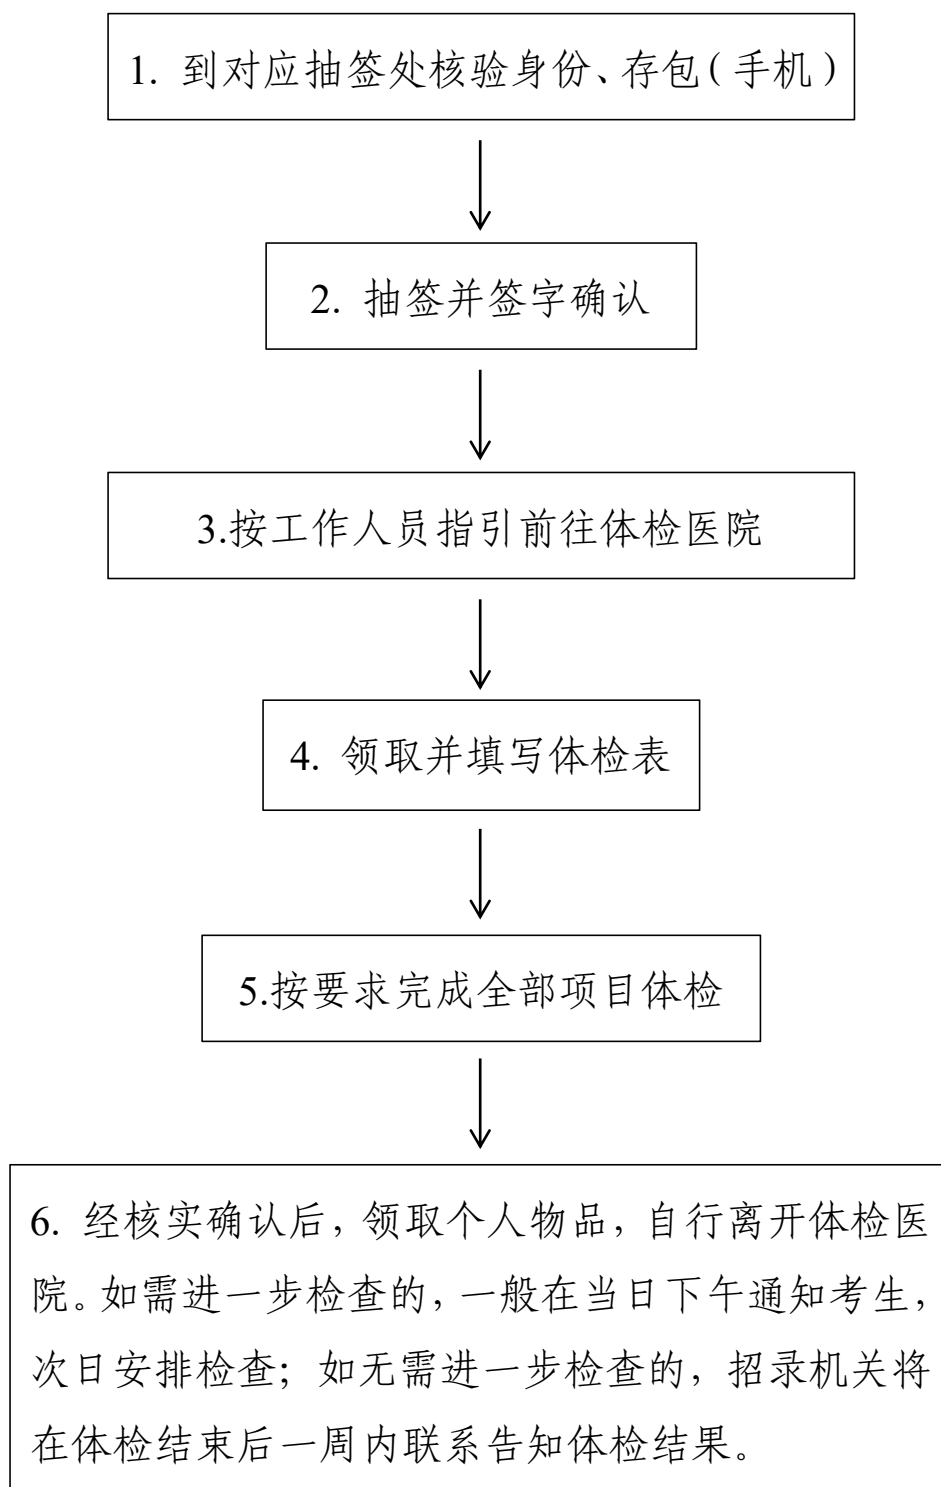 1. 到对应抽签处核验身份、存包(手机)
2. 抽签并签字确认
3.按工作人员指引前往体检医院
4. 领取并填写体检表
5.按要求完成全部项目体检
6. 经核实确认后，领取个人物品，自行离开体检医
院。如需进一步检查的，一般在当日下午通知考生，
次日安排检查；如无需进一步检查的，招录机关将
在体检结束后一周内联系告知体检结果。